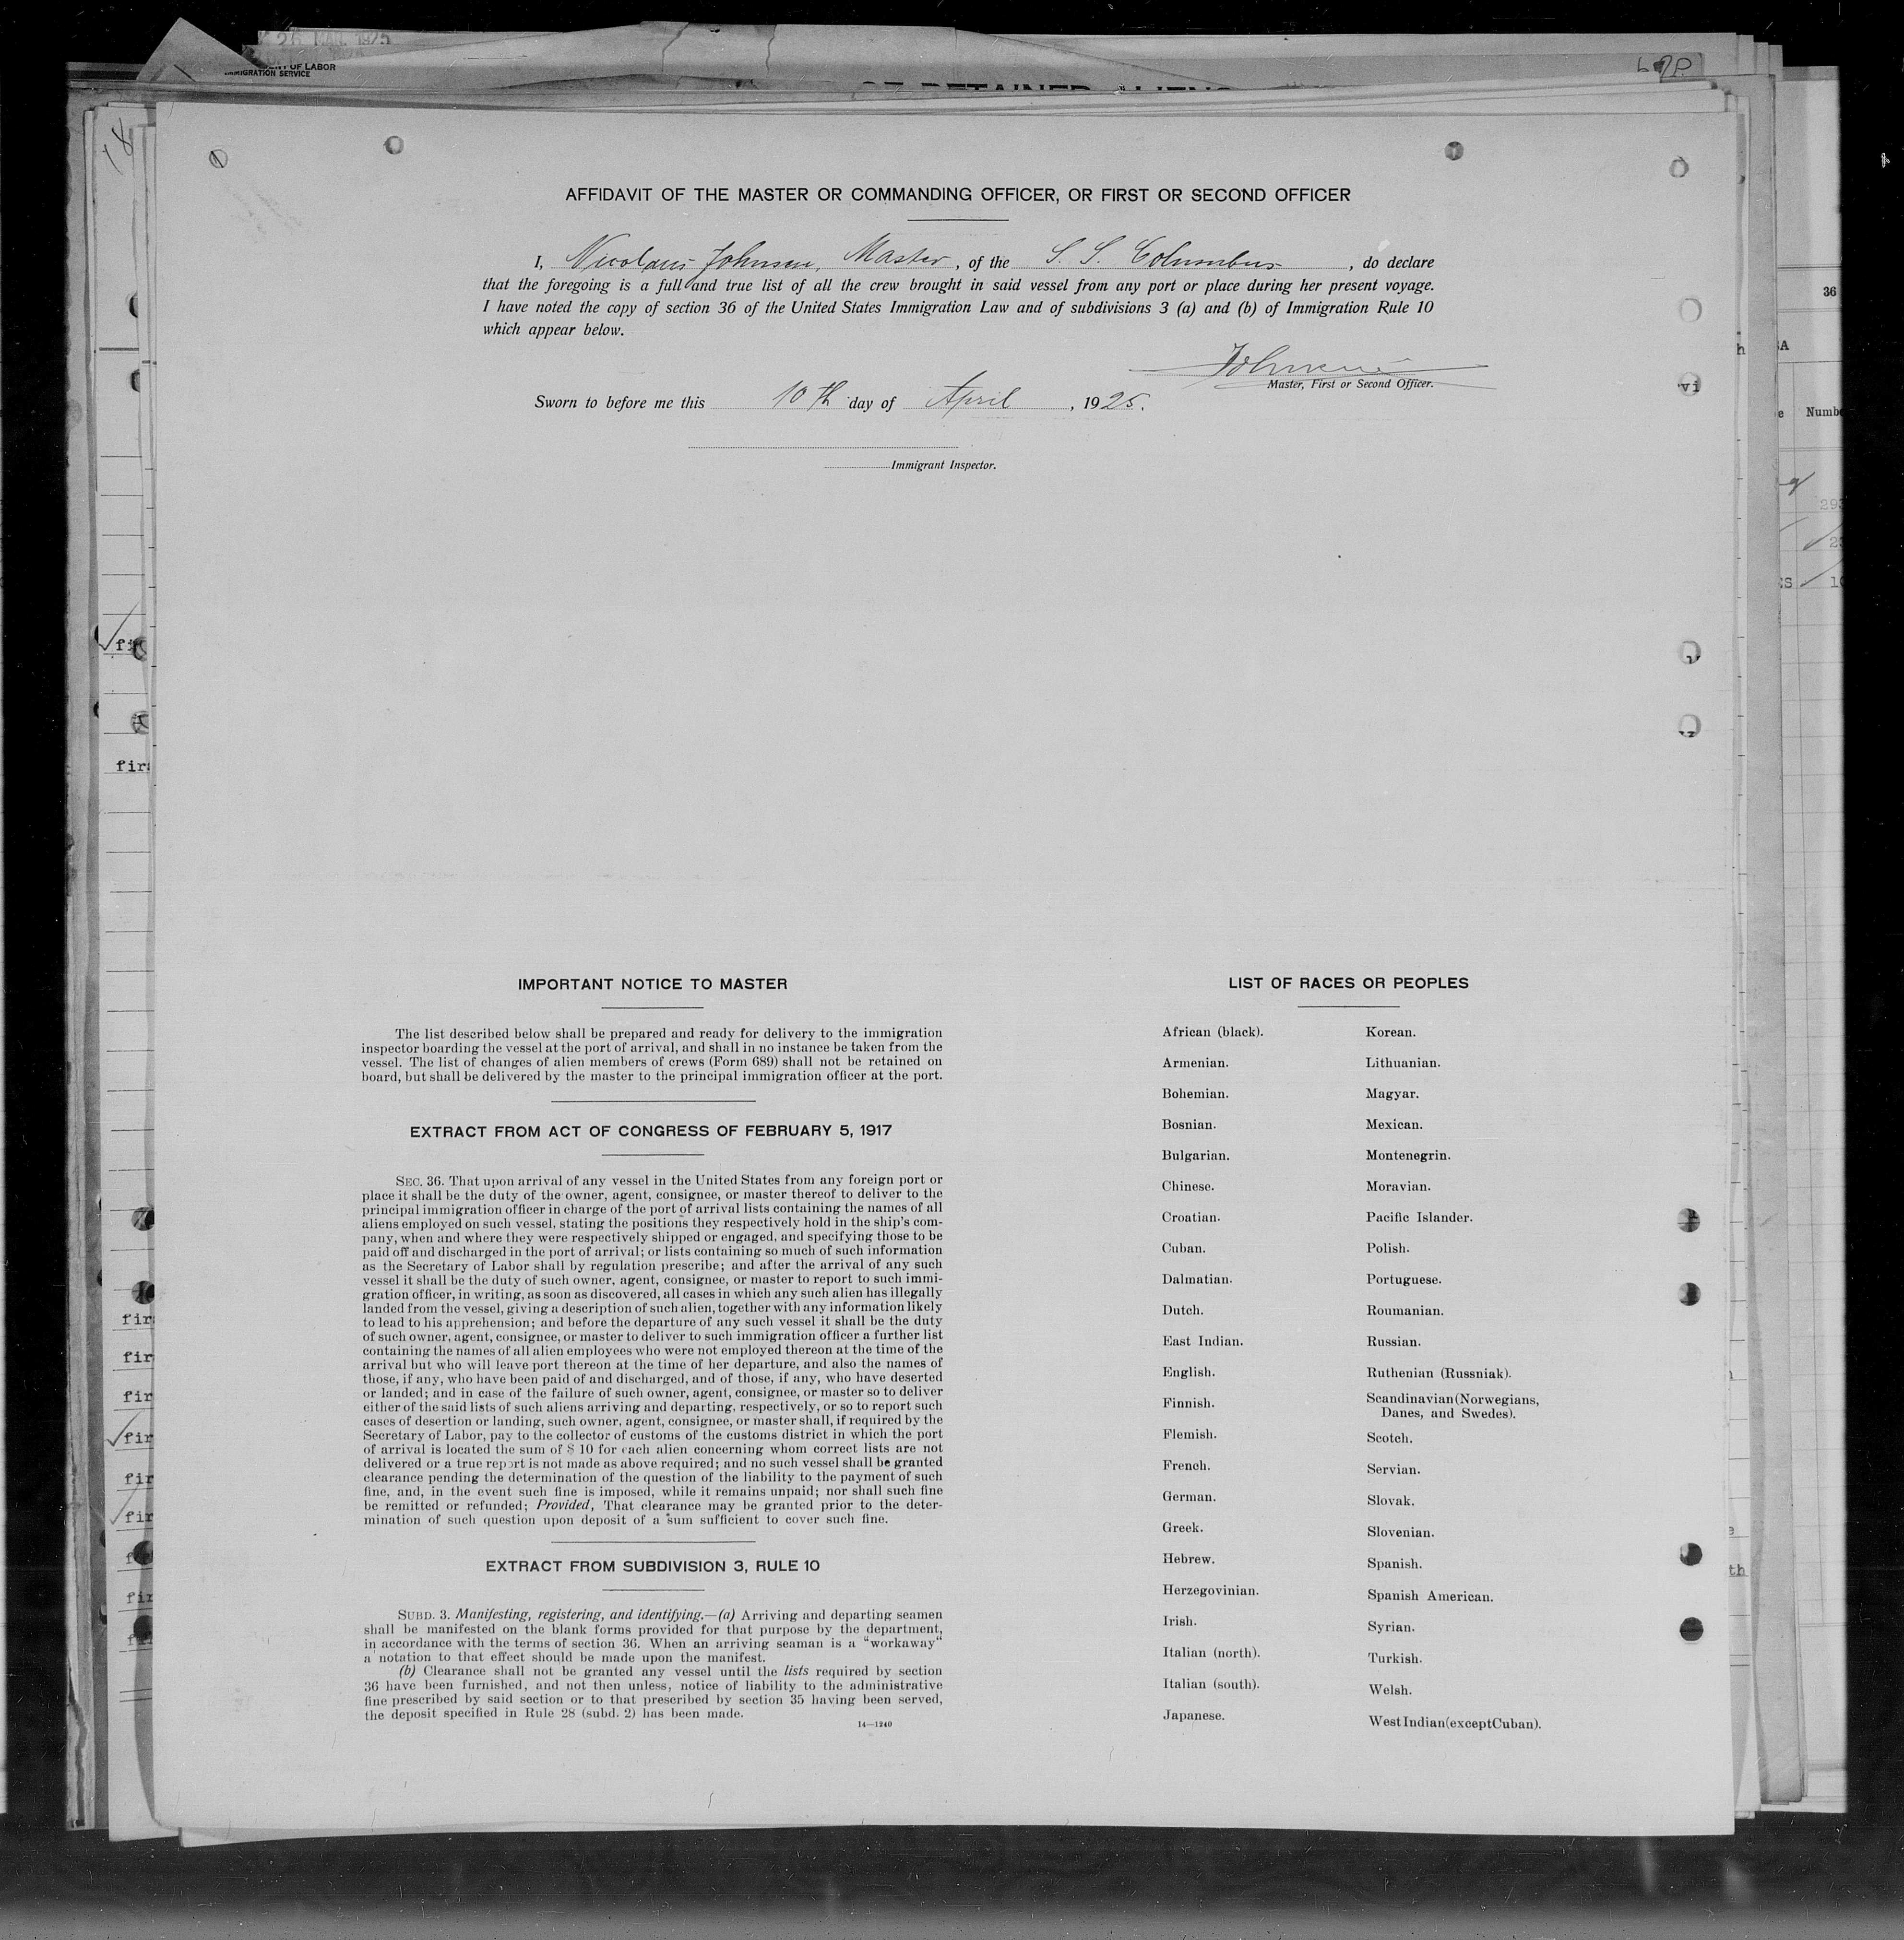 26 MAR 1925
OF LABOR
IMMIGRATION SERVICE
OF DETAINED ALIENS
18
AFFIDAVIT OF THE MASTER OR COMMANDING OFFICER, OR FIRST OR SECOND OFFICER
I, Nicolaus Johnsen, Master, of the S. S. Columbus, do declare
that the foregoing is a full and true list of all the crew brought in said vessel from any port or place during her present voyage.
I have noted the copy of section 36 of the United States Immigration Law and of subdivisions 3 (a) and (b) of Immigration Rule 10
which appear below.
Johnsen
Master, First or Second Officer.
Sworn to before me this 10th day of April, 1925.
Immigrant Inspector.
IMPORTANT NOTICE TO MASTER
The list described below shall be prepared and ready for delivery to the immigration
inspector boarding the vessel at the port of arrival, and shall in no instance be taken from the
vessel. The list of changes of alien members of crews (Form 689) shall not be retained on
board, but shall be delivered by the master to the principal immigration officer at the port.
EXTRACT FROM ACT OF CONGRESS OF FEBRUARY 5, 1917
SEC. 36. That upon arrival of any vessel in the United States from any foreign port or
place it shall be the duty of the owner, agent, consignee, or master thereof to deliver to the
principal immigration officer in charge of the port of arrival lists containing the names of all
aliens employed on such vessel, stating the positions they respectively hold in the ship's com-
pany, when and where they were respectively shipped or engaged, and specifying those to be
paid off and discharged in the port of arrival; or lists containing so much of such information
as the Secretary of Labor shall by regulation prescribe; and after the arrival of any such
vessel it shall be the duty of such owner, agent, consignee, or master to report to such immi-
gration officer, in writing, as soon as discovered, all cases in which any such alien has illegally
landed from the vessel, giving a description of such alien, together with any information likely
to lead to his apprehension; and before the departure of any such vessel it shall be the duty
of such owner, agent, consignee, or master to deliver to such immigration officer a further list
containing the names of all alien employees who were not employed thereon at the time of the
arrival but who will leave port thereon at the time of her departure, and also the names of
those, if any, who have been paid of and discharged, and of those, if any, who have deserted
or landed; and in case of the failure of such owner, agent, consignee, or master so to deliver
either of the said lists of such aliens arriving and departing, respectively, or so to report such
cases of desertion or landing, such owner, agent, consignee, or master shall, if required by the
Secretary of Labor, pay to the collector of customs of the customs district in which the port
of arrival is located the sum of $ 10 for each alien concerning whom correct lists are not
delivered or a true report is not made as above required; and no such vessel shall be granted
clearance pending the determination of the question of the liability to the payment of such
fine, and, in the event such fine is imposed, while it remains unpaid; nor shall such fine
be remitted or refunded; Provided, That clearance may be granted prior to the deter-
mination of such question upon deposit of a sum sufficient to cover such fine.
EXTRACT FROM SUBDIVISION 3, RULE 10
SUBD. 3. Manifesting, registering, and identifying.—(a) Arriving and departing seamen
shall be manifested on the blank forms provided for that purpose by the department,
in accordance with the terms of section 36. When an arriving seaman is a "workaway"
a notation to that effect should be made upon the manifest.
(b) Clearance shall not be granted any vessel until the lists required by section
36 have been furnished, and not then unless, notice of liability to the administrative
fine prescribed by said section or to that prescribed by section 35 having been served,
the deposit specified in Rule 28 (subd. 2) has been made.
14—1240
LIST OF RACES OR PEOPLES
African (black).
Armenian.
Bohemian.
Bosnian.
Bulgarian.
Chinese.
Croatian.
Cuban.
Dalmatian.
Dutch.
East Indian.
English.
Finnish.
Flemish.
French.
German.
Greek.
Hebrew.
Herzegovinian.
Irish.
Italian (north).
Italian (south).
Japanese.
Korean.
Lithuanian.
Magyar.
Mexican.
Montenegrin.
Moravian.
Pacific Islander.
Polish.
Portuguese.
Roumanian.
Russian.
Ruthenian (Russniak).
Scandinavian (Norwegians,
Danes, and Swedes).
Scotch.
Servian.
Slovak.
Slovenian.
Spanish.
Spanish American.
Syrian.
Turkish.
Welsh.
West Indian (except Cuban).
36